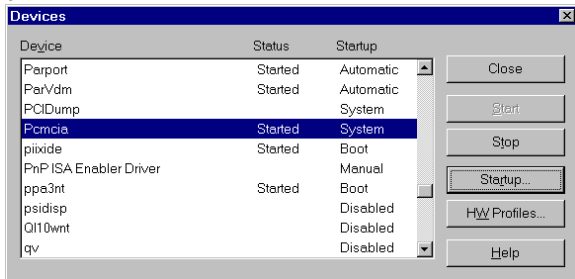 Devices
Device Status Startup
Parport Started Automatic
ParVdm Started Automatic
PCIDump System
Pcmcia Started System
piixide Started Boot
PnP ISA Enabler Driver Manual
ppa3nt Started Boot
psidisp Disabled
Ql10wnt Disabled
qv Disabled
Close
Start
Stop
Startup...
HW Profiles...
Help